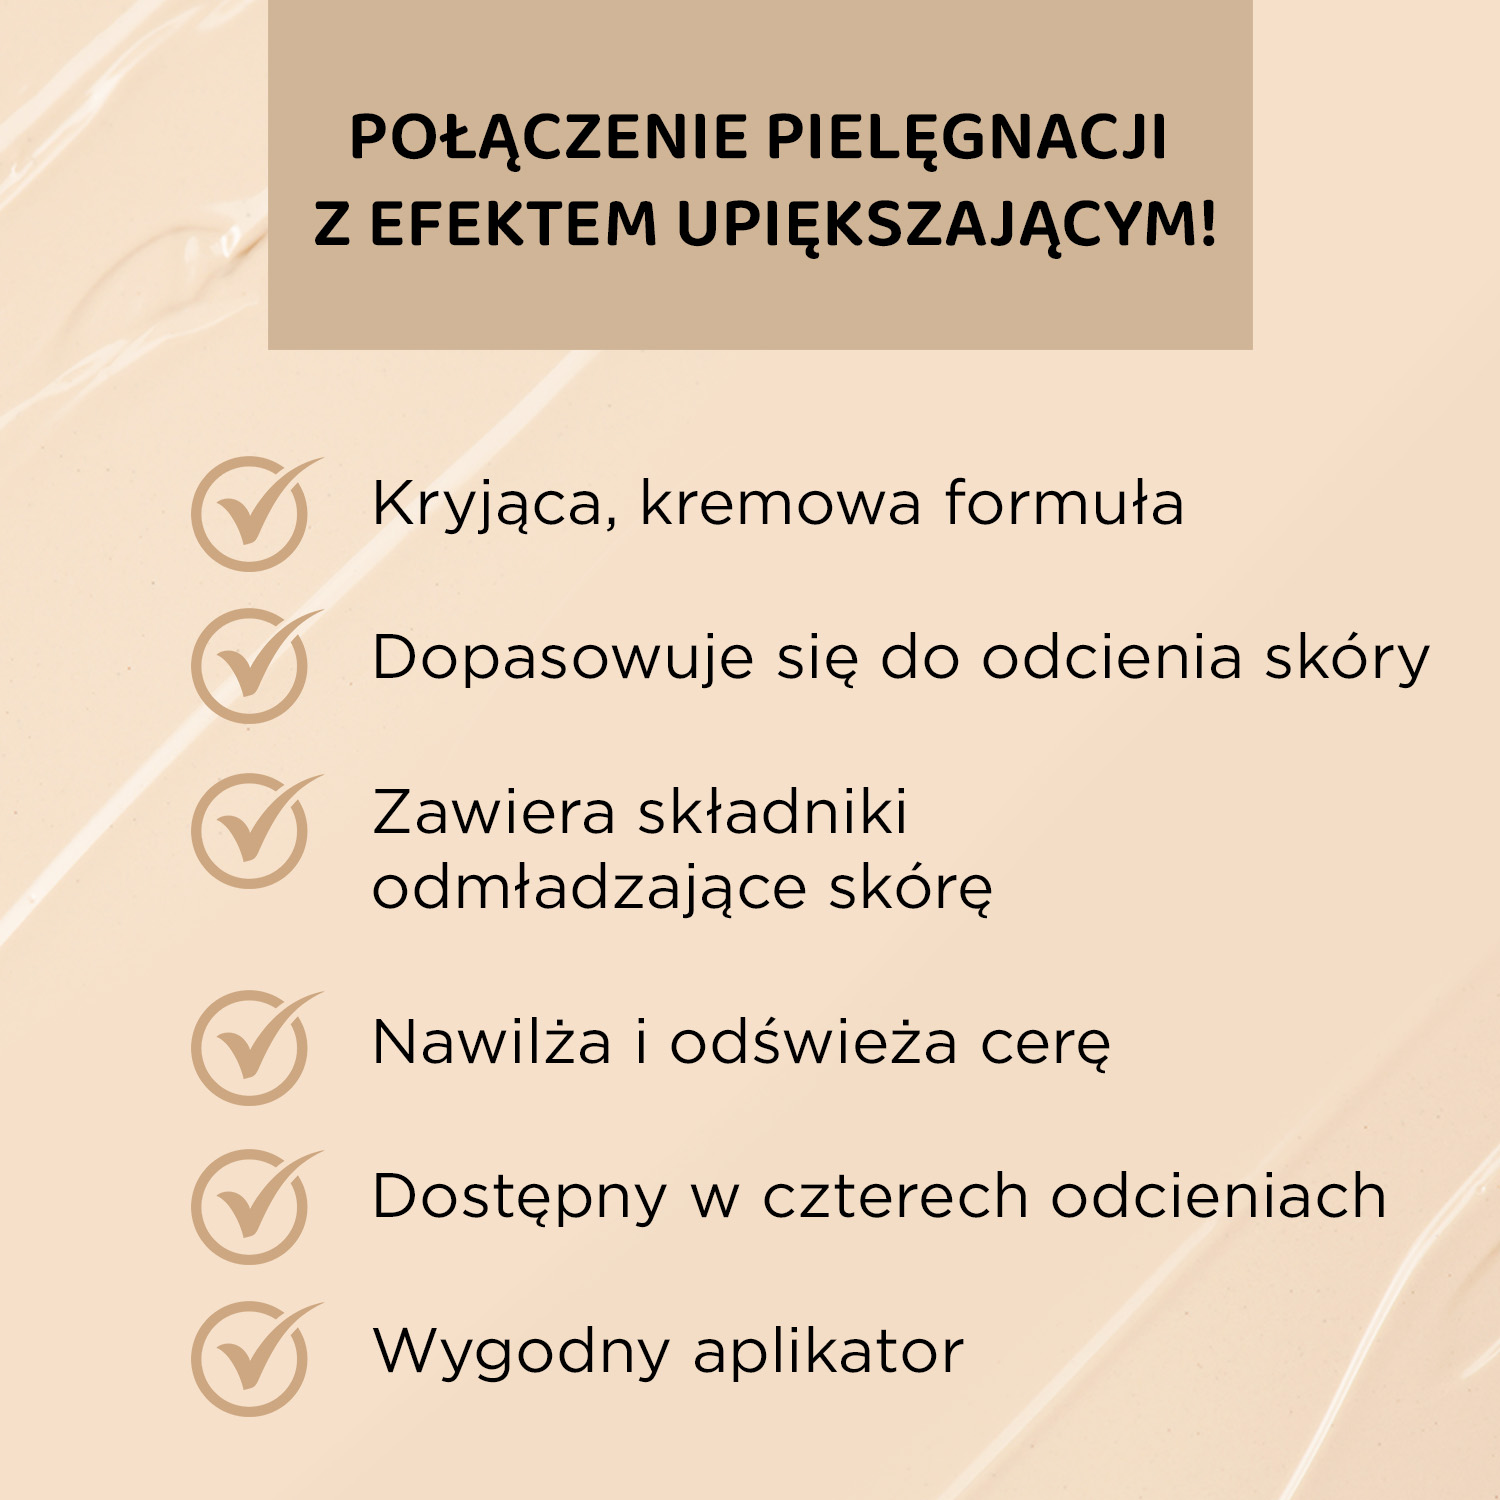 POŁĄCZENIE PIELĘGNACJI
Z EFEKTEM UPIĘKSZAJĄCYM!
Kryjąca, kremowa formuła
Dopasowuje się do odcienia skóry
Zawiera składniki
odmładzające skórę
Nawilża i odświeża cerę
Dostępny w czterech odcieniach
Wygodny aplikator